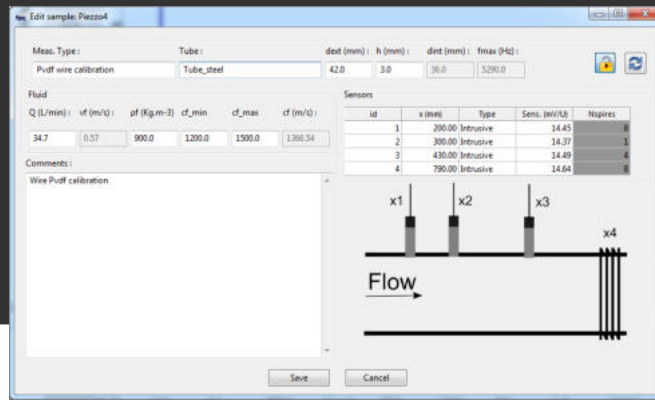 Edit sample: Piezzo4
Meas. Type : Tube : dext (mm) : h (mm) : dint (mm) : fmax (Hz) :
Pvdf wire calibration Tube_steel 42.0 3.0 36.0 5290.0
Fluid
Q (L/min) : vf (m/s) : ρf (Kg.m-3) cf_min cf_max cf (m/s) :
34.7 0.57 900.0 1200.0 1500.0 1366.54
Comments :
Wire Pvdf calibration
Sensors
id x (mm) Type Sens. (mV/U) Nspires
1 200.00 Intrusive 14.45 8
2 300.00 Intrusive 14.37 1
3 430.00 Intrusive 14.49 4
4 790.00 Intrusive 14.64 8
x1 x2 x3
x4
Flow
Save Cancel